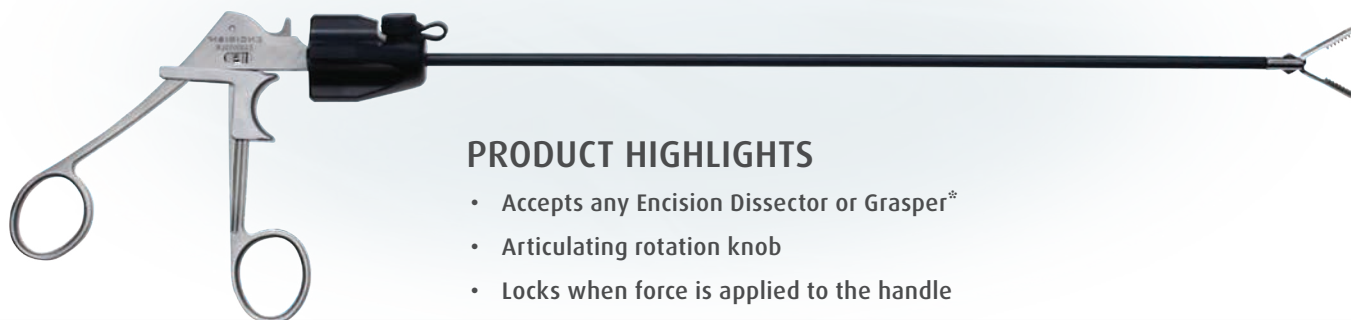 ENCISION
PRODUCT HIGHLIGHTS
• Accepts any Encision Dissector or Grasper*
• Articulating rotation knob
• Locks when force is applied to the handle